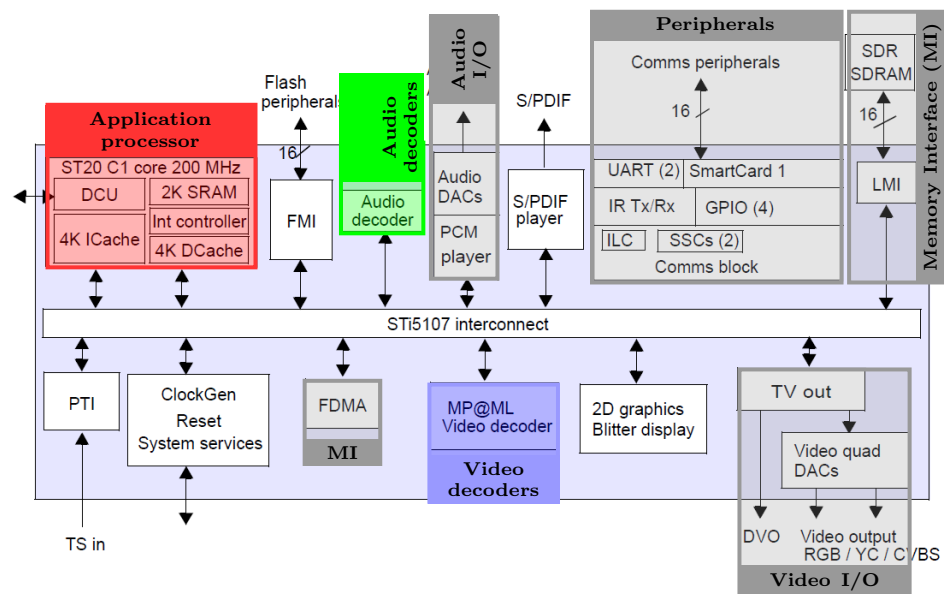 Application
processor
ST20 C1 core 200 MHz
DCU
2K SRAM
4K ICache
Int controller
4K DCache
Flash
peripherals
16
FMI
Audio
decoders
Audio
decoder
Audio
I/O
Audio
DACs
PCM
player
S/PDIF
S/PDIF
player
Peripherals
Comms peripherals
16
UART (2)
SmartCard 1
IR Tx/Rx
GPIO (4)
ILC
SSCs (2)
Comms block
Memory Interface (MI)
SDR
SDRAM
16
LMI
STi5107 interconnect
PTI
TS in
ClockGen
Reset
System services
FDMA
MI
MP@ML
Video decoder
Video
decoders
2D graphics
Blitter display
TV out
Video quad
DACs
DVO
Video output
RGB / YC / CVBS
Video I/O